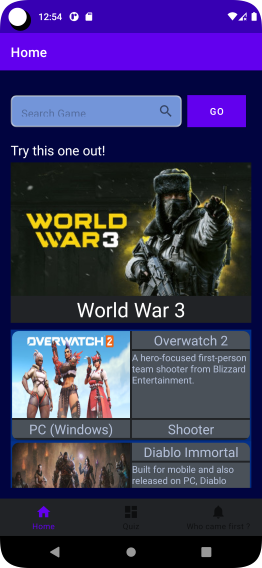 12:54
Home
Search Game
GO
Try this one out!
WORLD
WAR3
World War 3
OVERWATCH 2
Overwatch 2
A hero-focused first-person
team shooter from Blizzard
Entertainment.
PC (Windows)
Shooter
Diablo Immortal
Built for mobile and also
released on PC, Diablo
Home
Quiz
Who came first ?